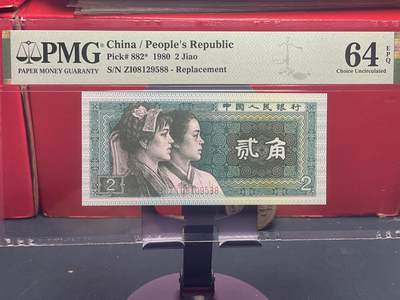 PMG
PAPER MONEY GUARANTY
China / People's Republic
Pick# 882* 1980 2 Jiao
S/N ZI08129588 - Replacement
64 EPQ
Choice Uncirculated
中国人民银行
贰角
2
2